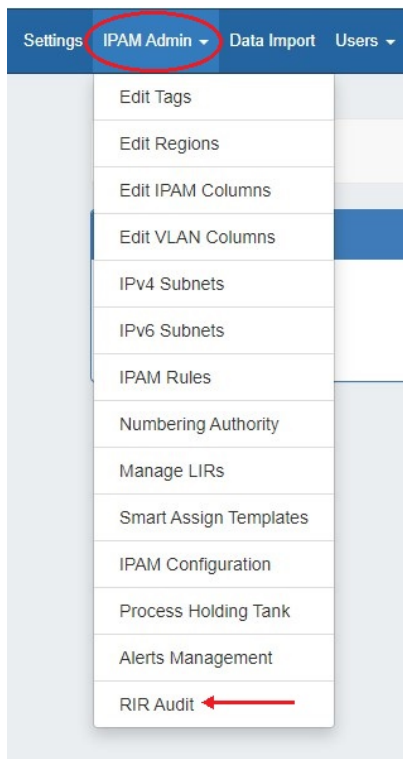 Settings IPAM Admin Data Import Users
Edit Tags
Edit Regions
Edit IPAM Columns
Edit VLAN Columns
IPv4 Subnets
IPv6 Subnets
IPAM Rules
Numbering Authority
Manage LIRs
Smart Assign Templates
IPAM Configuration
Process Holding Tank
Alerts Management
RIR Audit